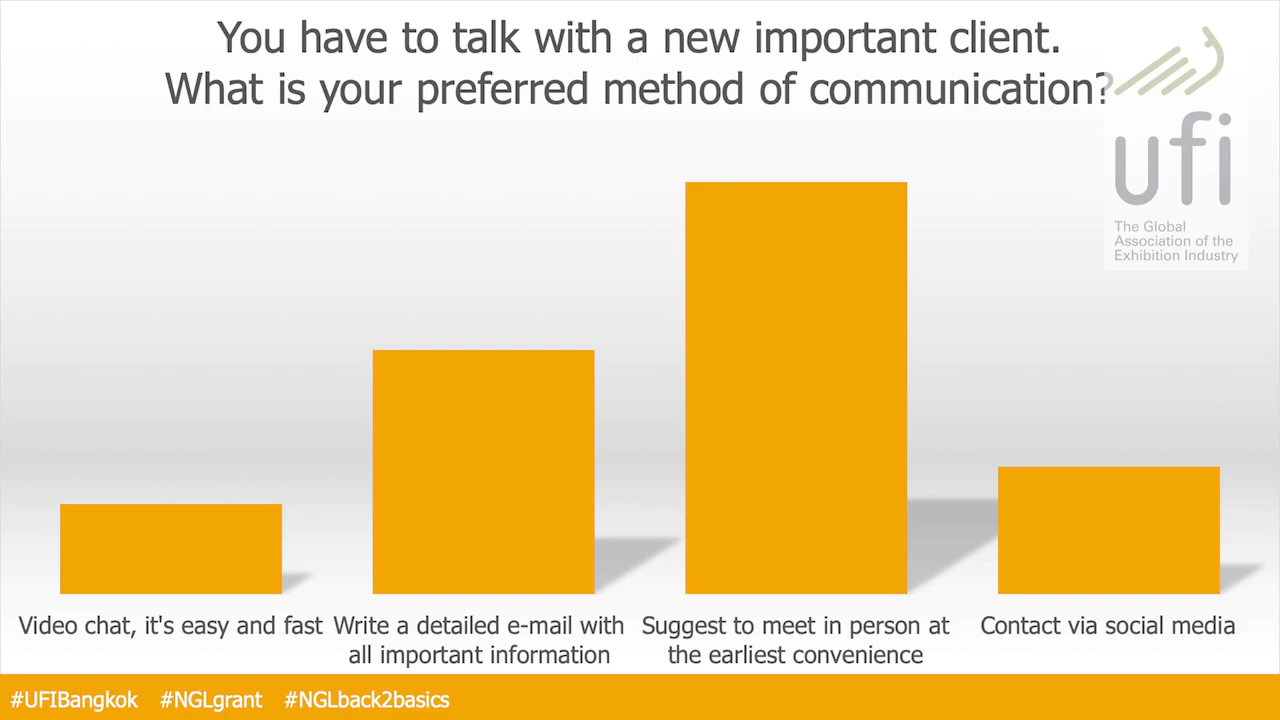 You have to talk with a new important client.
What is your preferred method of communication?
ufi
The Global
Association of the
Exhibition Industry
Video chat, it's easy and fast
Write a detailed e-mail with
all important information
Suggest to meet in person at
the earliest convenience
Contact via social media
#UFIBangkok #NGLgrant #NGLback2basics